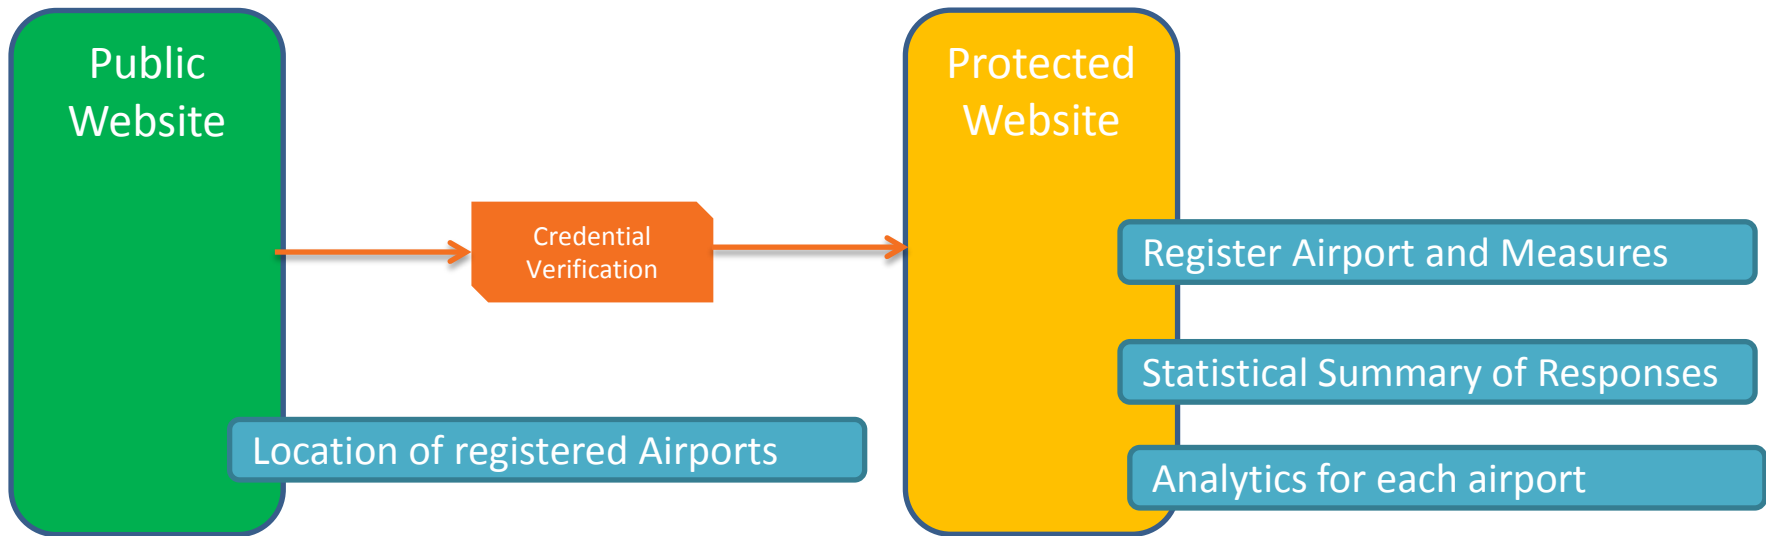 Public
Website
Protected
Website
Credential
Verification
Register Airport and Measures
Statistical Summary of Responses
Location of registered Airports
Analytics for each airport